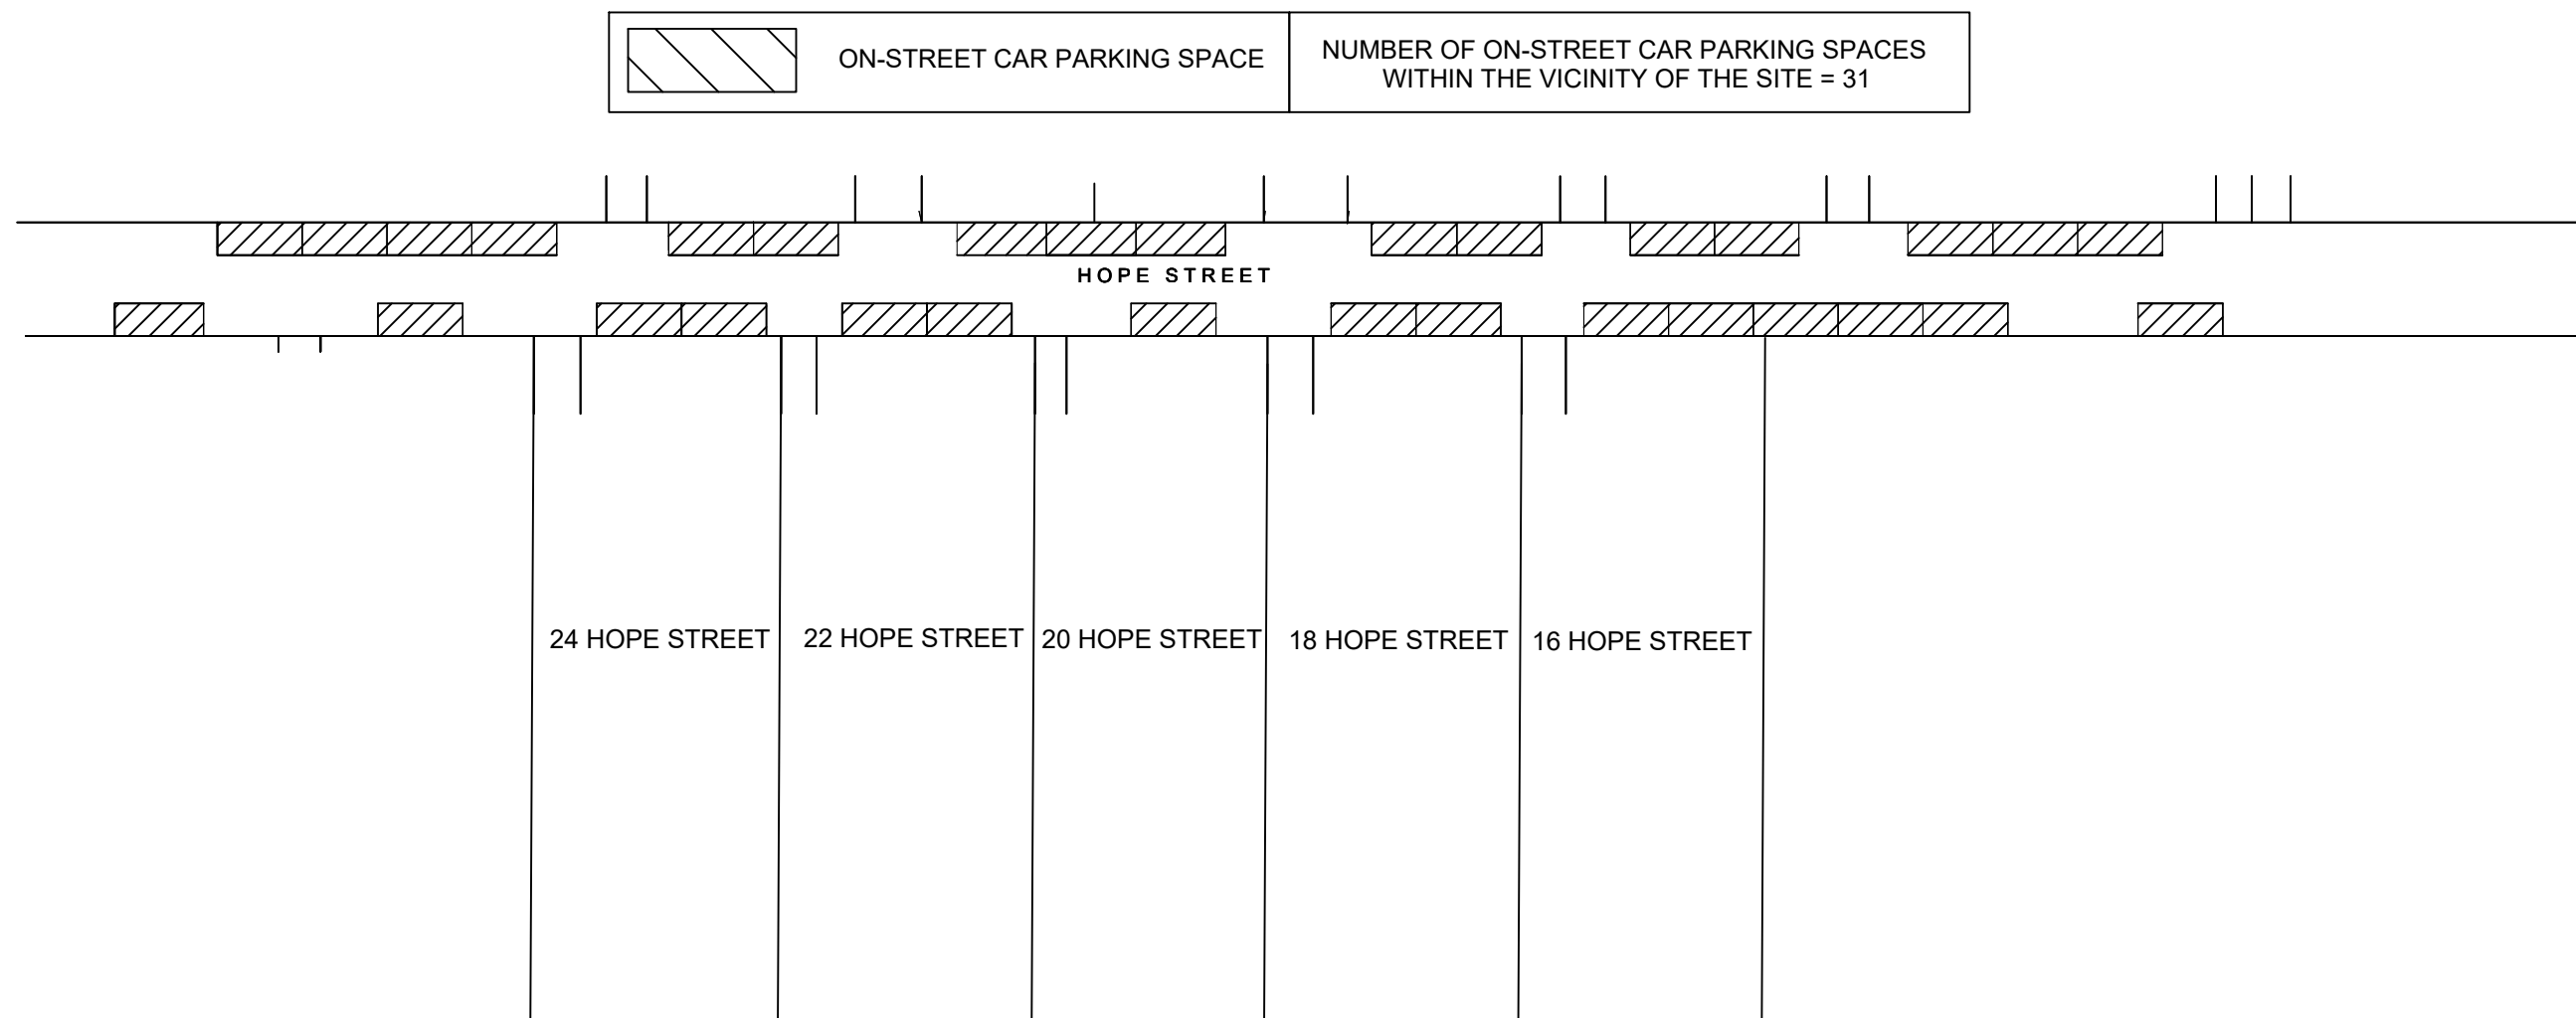 ON-STREET CAR PARKING SPACE
NUMBER OF ON-STREET CAR PARKING SPACES
WITHIN THE VICINITY OF THE SITE = 31
HOPE STREET
24 HOPE STREET
22 HOPE STREET
20 HOPE STREET
18 HOPE STREET
16 HOPE STREET